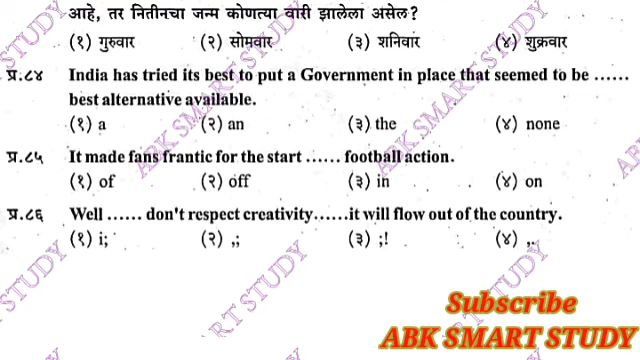 आहे, तर नितीनचा जन्म कोणत्या वारी झालेला असेल?
(१) गुरुवार (२) सोमवार (३) शनिवार (४) शुक्रवार
प्र.८४ India has tried its best to put a Government in place that seemed to be ......
best alternative available.
(१) a (२) an (३) the (४) none
प्र.८५ It made fans frantic for the start ...... football action.
(१) of (२) off (३) in (४) on
प्र.८६ Well ...... don't respect creativity......it will flow out of the country.
(१) i; (२) ,; (३) ;! (४) ,.
Subscribe
ABK SMART STUDY